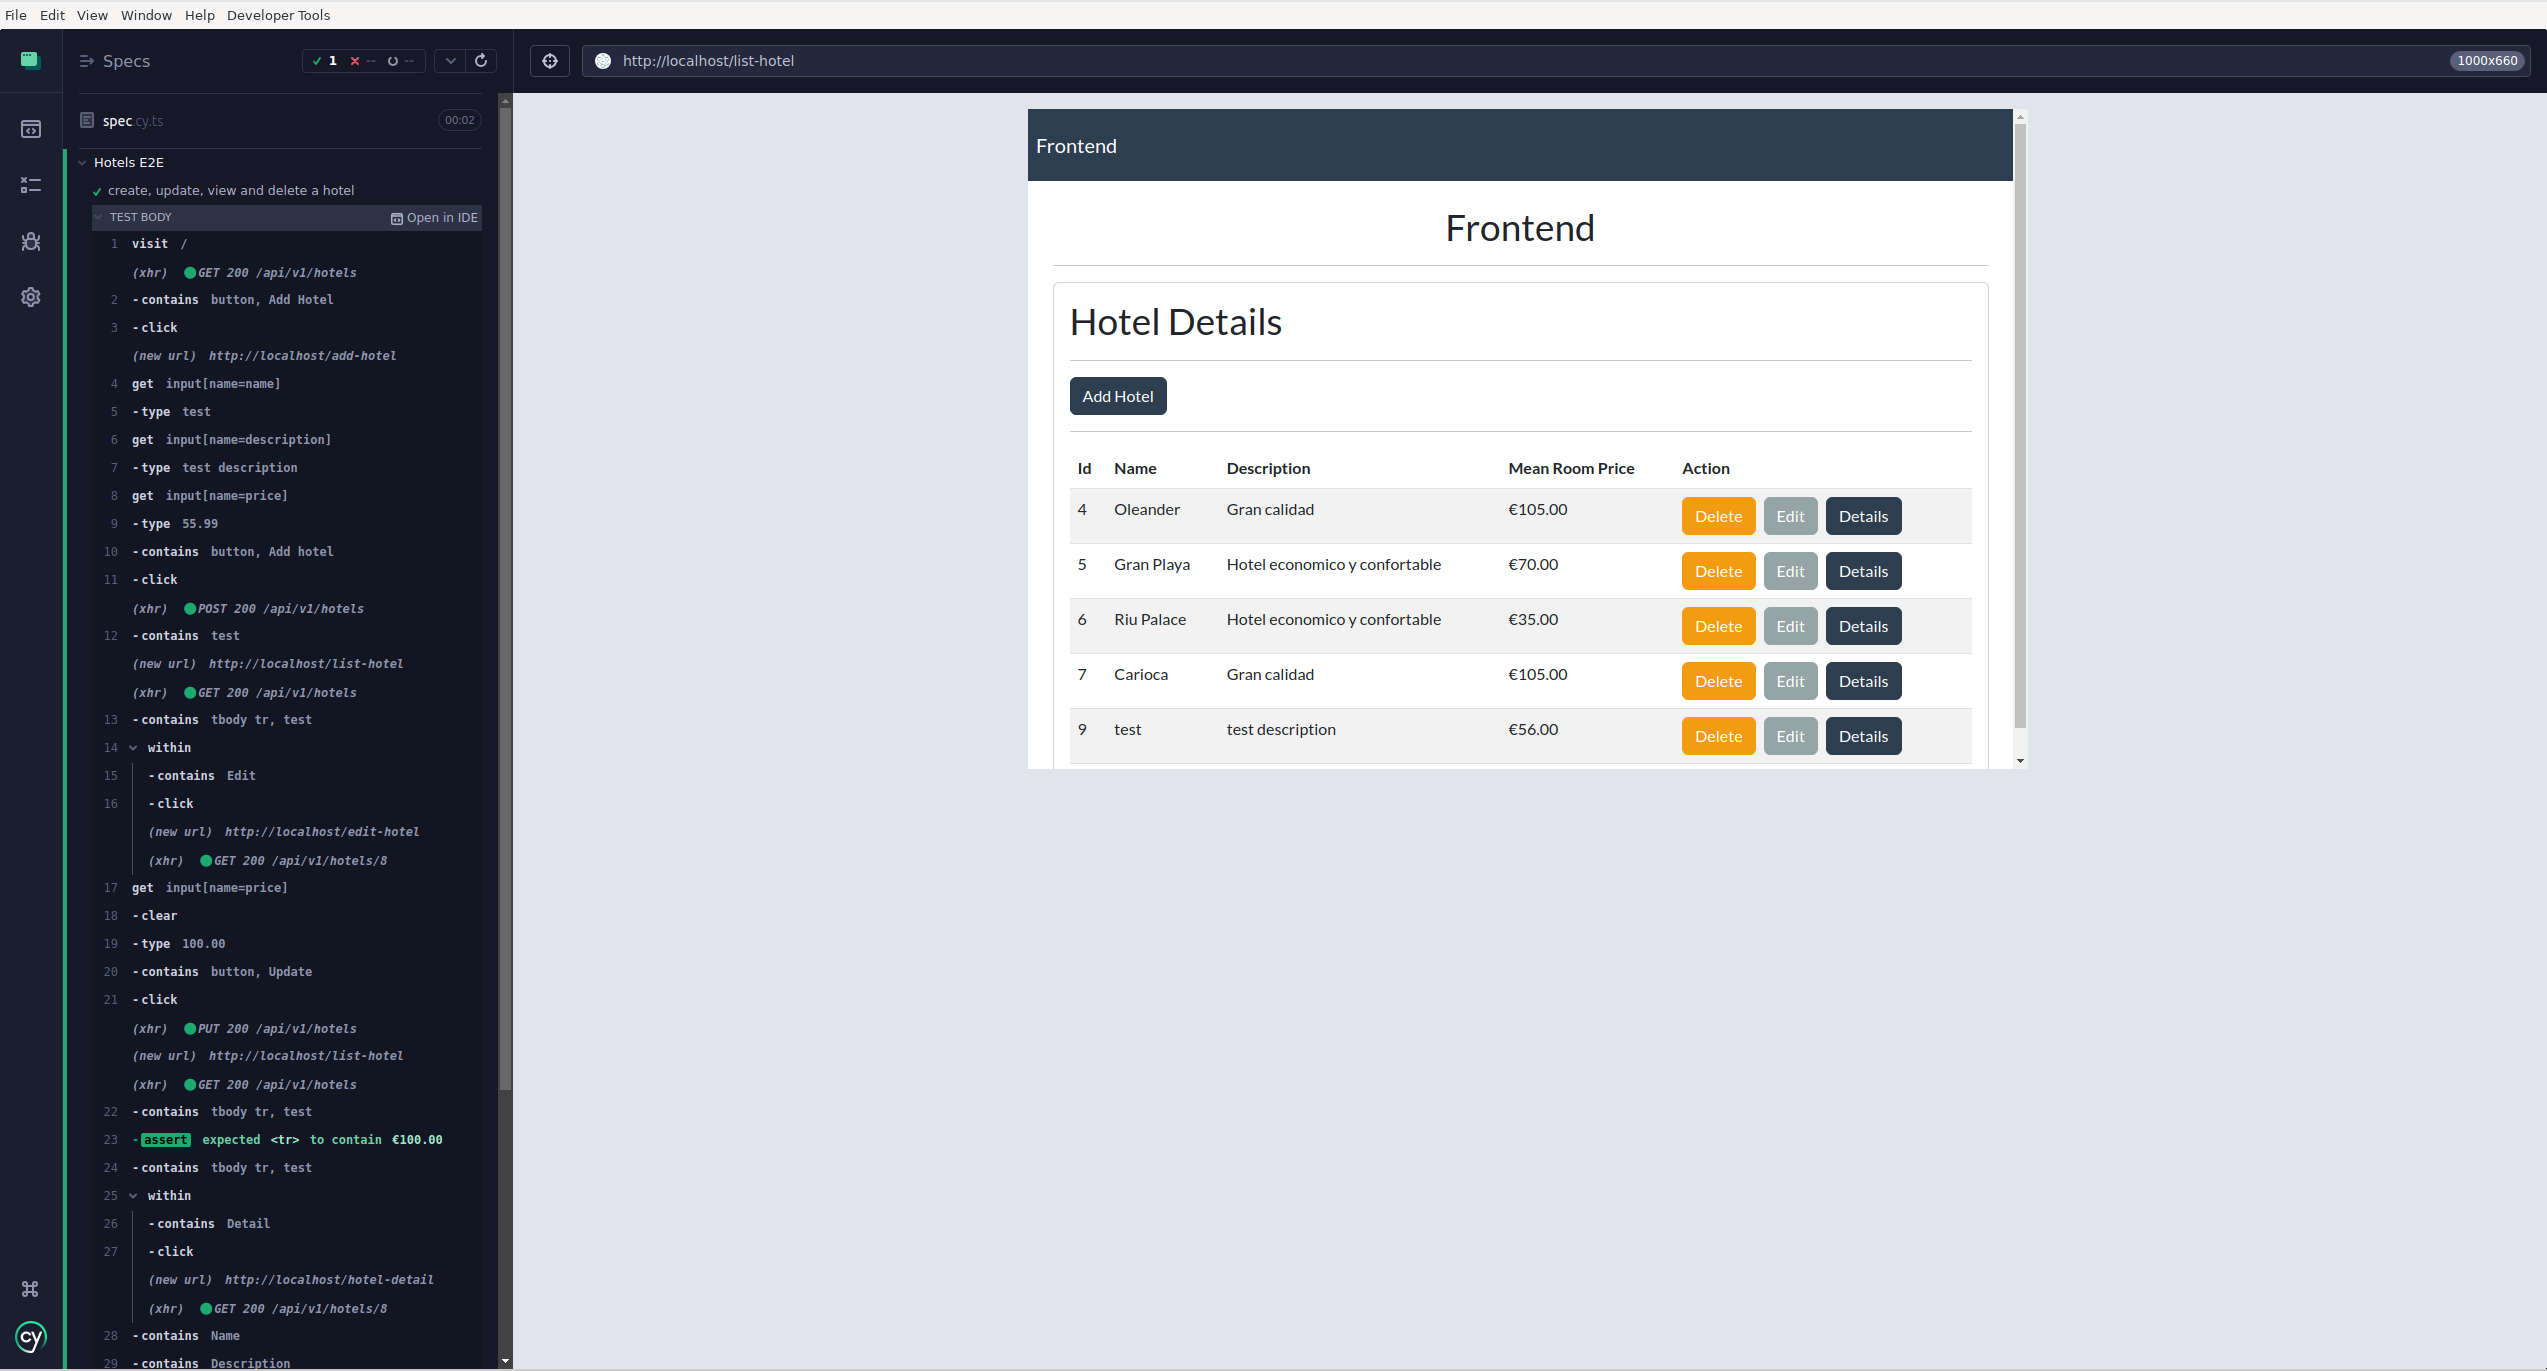 File Edit View Window Help Developer Tools
Specs
1 -- --
http://localhost/list-hotel
1000x660
spec.cy.ts
00:02
Hotels E2E
create, update, view and delete a hotel
TEST BODY
Open in IDE
1 visit /
(xhr) GET 200 /api/v1/hotels
2 -contains button, Add Hotel
3 -click
(new url) http://localhost/add-hotel
4 get input[name=name]
5 -type test
6 get input[name=description]
7 -type test description
8 get input[name=price]
9 -type 55.99
10 -contains button, Add hotel
11 -click
(xhr) POST 200 /api/v1/hotels
12 -contains test
(new url) http://localhost/list-hotel
(xhr) GET 200 /api/v1/hotels
13 -contains tbody tr, test
14 within
15 -contains Edit
16 -click
(new url) http://localhost/edit-hotel
(xhr) GET 200 /api/v1/hotels/8
17 get input[name=price]
18 -clear
19 -type 100.00
20 -contains button, Update
21 -click
(xhr) PUT 200 /api/v1/hotels
(new url) http://localhost/list-hotel
(xhr) GET 200 /api/v1/hotels
22 -contains tbody tr, test
23 -assert expected <tr> to contain €100.00
24 -contains tbody tr, test
25 within
26 -contains Detail
27 -click
(new url) http://localhost/hotel-detail
(xhr) GET 200 /api/v1/hotels/8
28 -contains Name
29 -contains Description
cy
Frontend
Frontend
Hotel Details
Add Hotel
Id Name Description Mean Room Price Action
4 Oleander Gran calidad €105.00 Delete Edit Details
5 Gran Playa Hotel economico y confortable €70.00 Delete Edit Details
6 Riu Palace Hotel economico y confortable €35.00 Delete Edit Details
7 Carioca Gran calidad €105.00 Delete Edit Details
9 test test description €56.00 Delete Edit Details